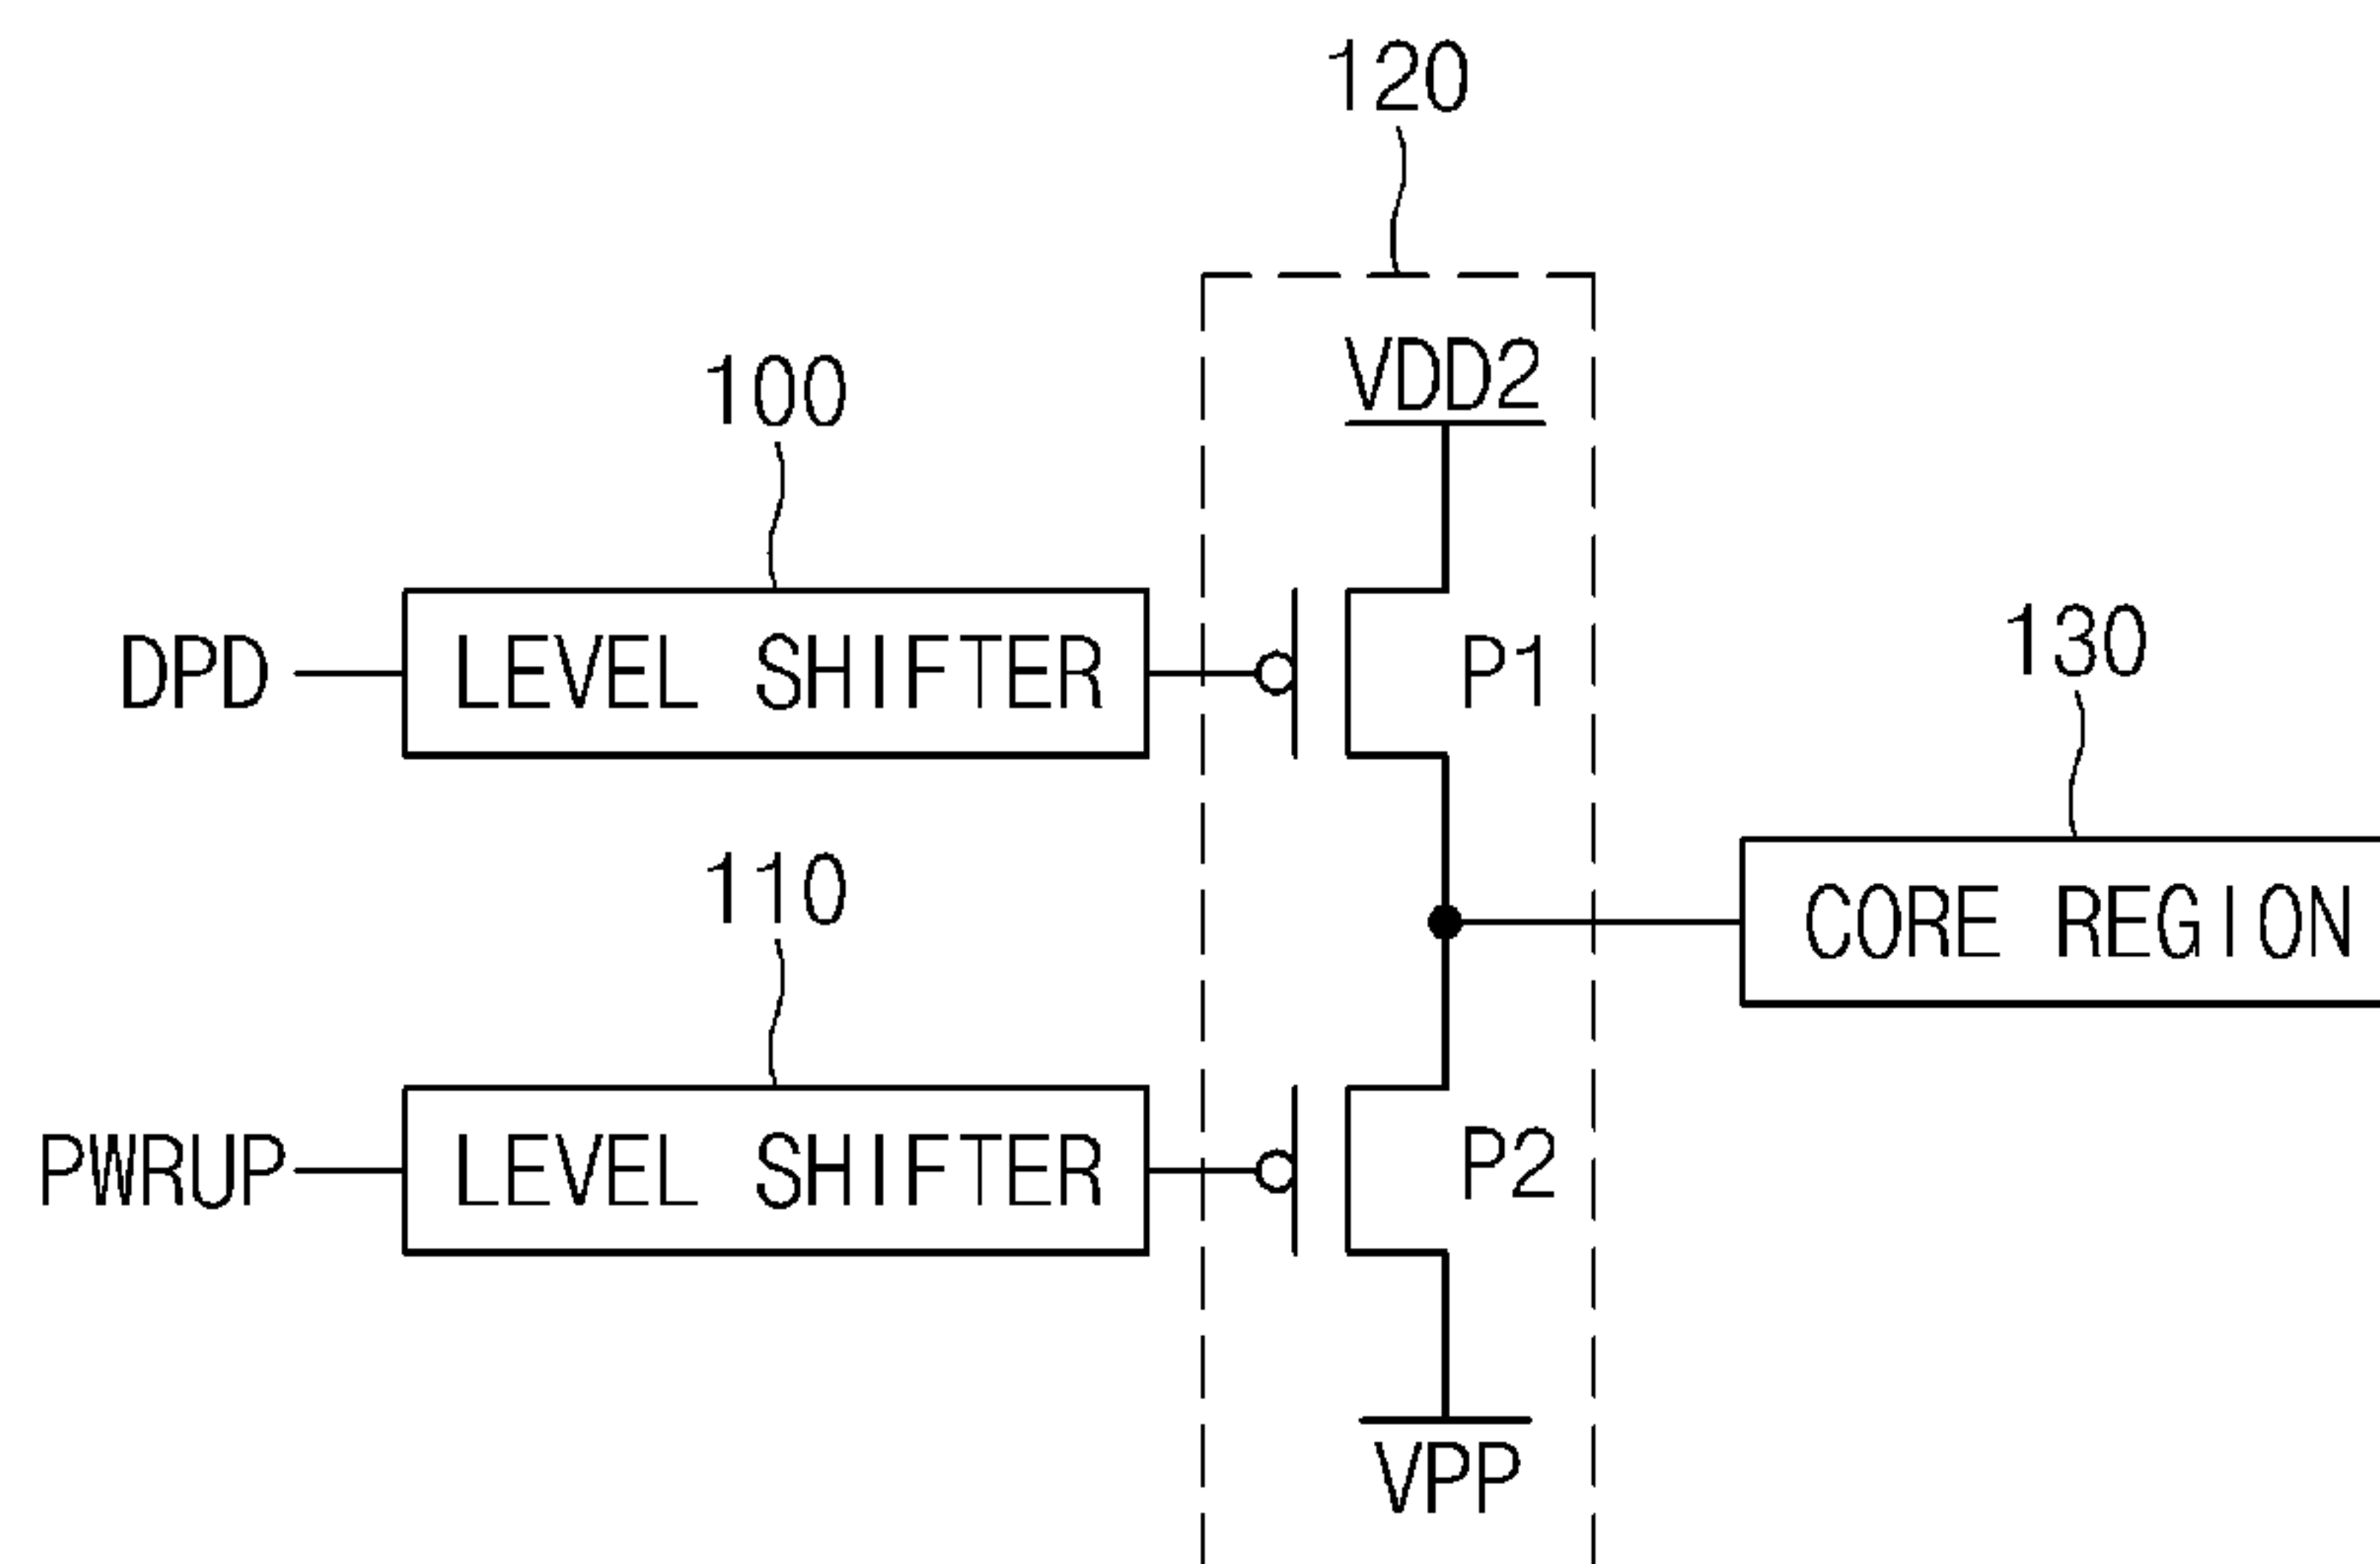 120
VDD2
100
DPD
LEVEL SHIFTER
P1
130
110
CORE REGION
PWRUP
LEVEL SHIFTER
P2
VPP